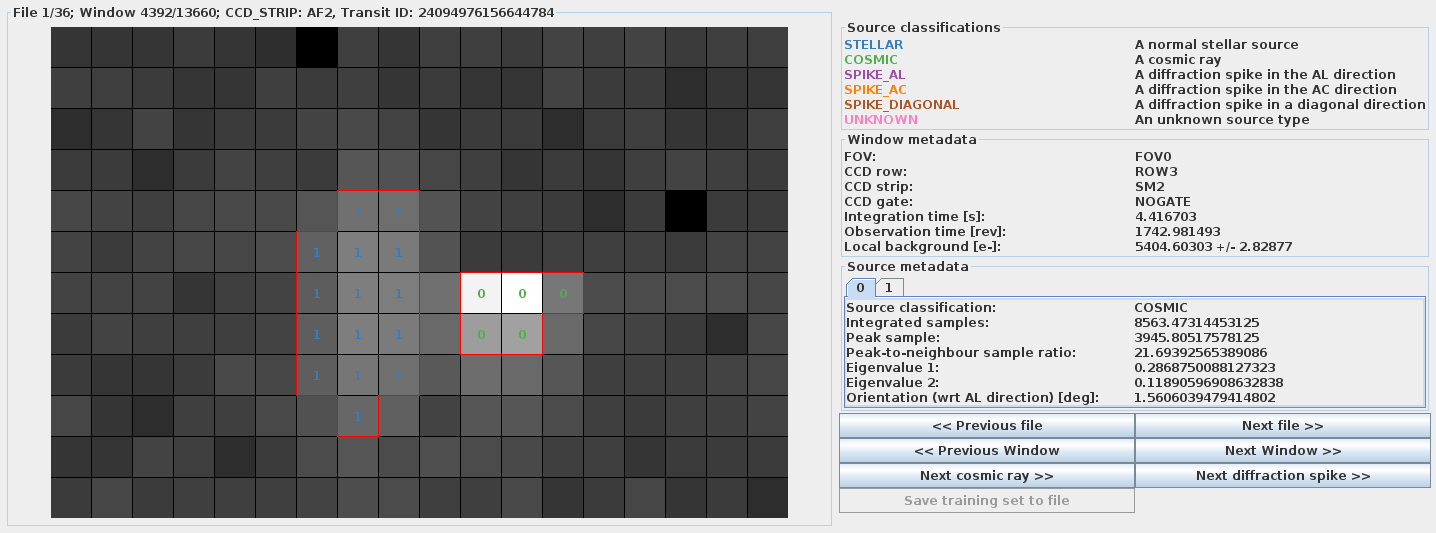 File 1/36; Window 4392/13660; CCD_STRIP: AF2, Transit ID: 24094976156644784
1 1
1 1 1
1 1 1 0 0 0
1 1 1 0 0
1 1 1
1
Source classifications
STELLAR A normal stellar source
COSMIC A cosmic ray
SPIKE_AL A diffraction spike in the AL direction
SPIKE_AC A diffraction spike in the AC direction
SPIKE_DIAGONAL A diffraction spike in a diagonal direction
UNKNOWN An unknown source type
Window metadata
FOV: FOV0
CCD row: ROW3
CCD strip: SM2
CCD gate: NOGATE
Integration time [s]: 4.416703
Observation time [rev]: 1742.981493
Local background [e-]: 5404.60303 +/- 2.82877
Source metadata
0 1
Source classification: COSMIC
Integrated samples: 8563.47314453125
Peak sample: 3945.80517578125
Peak-to-neighbour sample ratio: 21.69392565389086
Eigenvalue 1: 0.2868750088127323
Eigenvalue 2: 0.11890596908632838
Orientation (wrt AL direction) [deg]: 1.5606039479414802
<< Previous file Next file >>
<< Previous Window Next Window >>
Next cosmic ray >> Next diffraction spike >>
Save training set to file